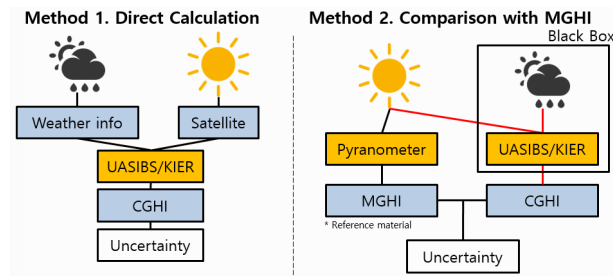 Method 1. Direct Calculation
Weather info
Satellite
UASIBS/KIER
CGHI
Uncertainty
Method 2. Comparison with MGHI
Black Box
Pyranometer
UASIBS/KIER
MGHI
CGHI
* Reference material
Uncertainty